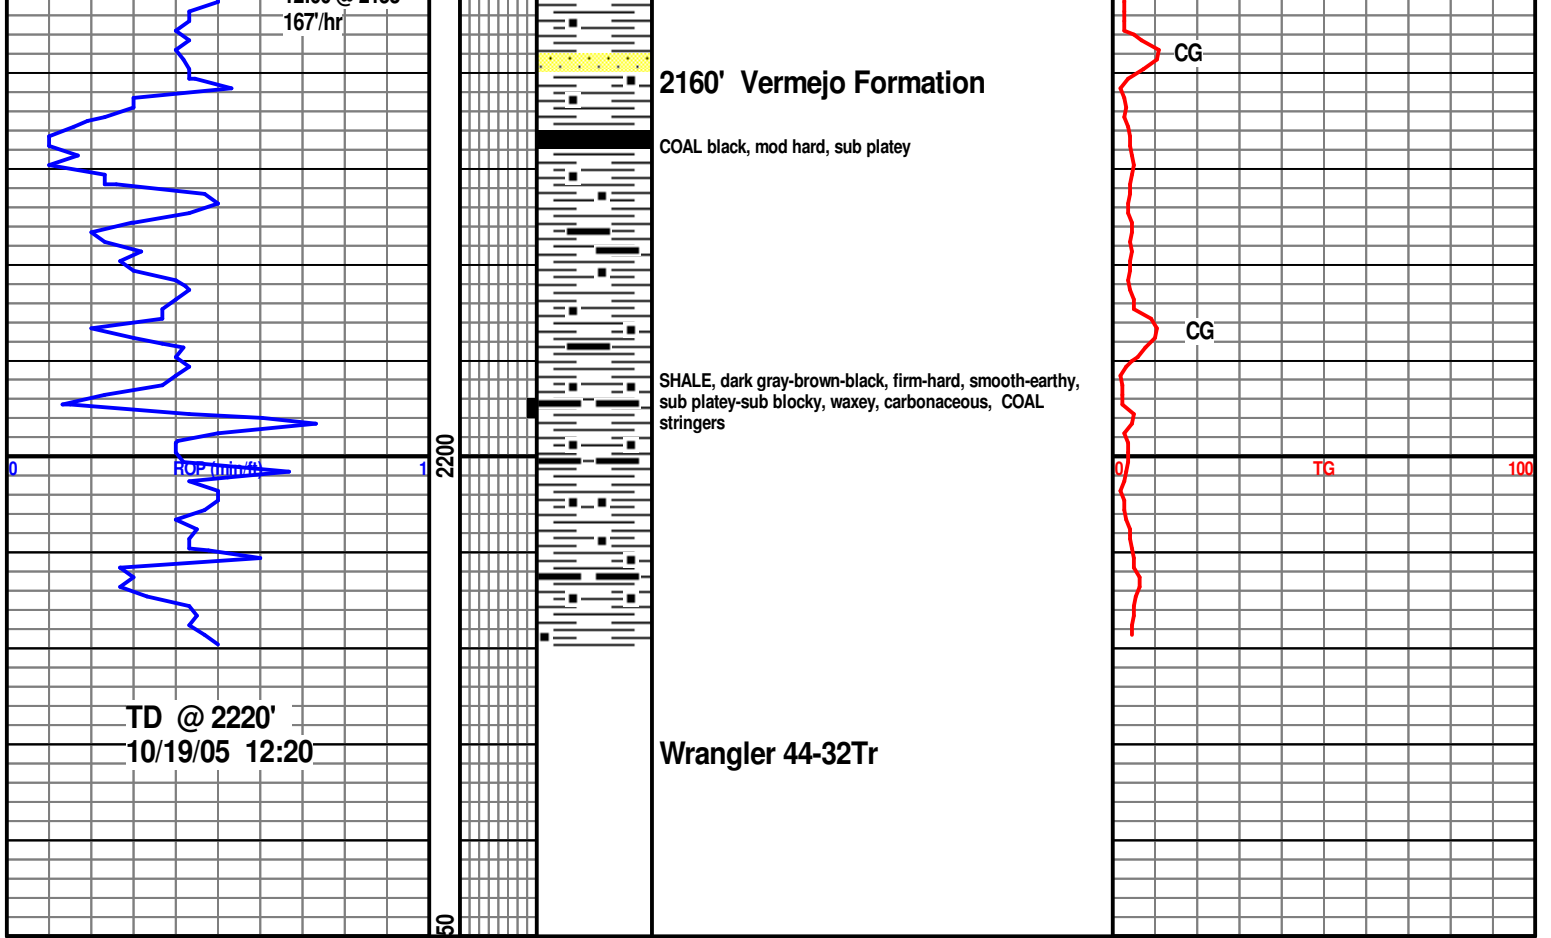 167'/hr
CG
2160' Vermejo Formation
COAL black, mod hard, sub platey
CG
SHALE, dark gray-brown-black, firm-hard, smooth-earthy,
sub platey-sub blocky, waxey, carbonaceous, COAL
stringers
2200
0 ROP (min/ft) 1
0 TG 100
TD @ 2220'
10/19/05 12:20
Wrangler 44-32Tr
50